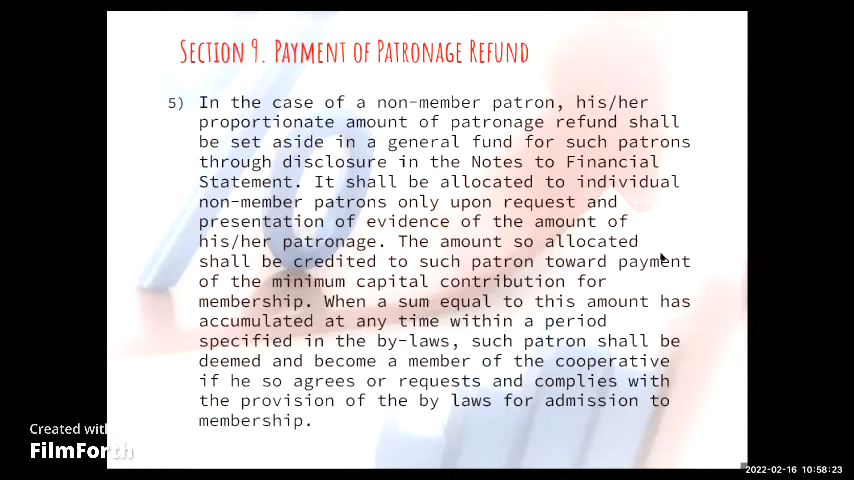 SECTION 9. PAYMENT OF PATRONAGE REFUND
5) In the case of a non-member patron, his/her
proportionate amount of patronage refund shall
be set aside in a general fund for such patrons
through disclosure in the Notes to Financial
Statement. It shall be allocated to individual
non-member patrons only upon request and
presentation of evidence of the amount of
his/her patronage. The amount so allocated
shall be credited to such patron toward payment
of the minimum capital contribution for
membership. When a sum equal to this amount has
accumulated at any time within a period
specified in the by-laws, such patron shall be
deemed and become a member of the cooperative
if he so agrees or requests and complies with
the provision of the by laws for admission to
membership.
Created with
FilmForth
2022-02-16 10:58:23